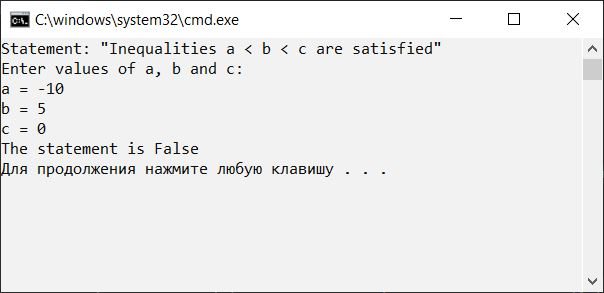 C:\windows\system32\cmd.exe
Statement: "Inequalities a < b < c are satisfied"
Enter values of a, b and c:
a = -10
b = 5
c = 0
The statement is False
Для продолжения нажмите любую клавишу . . .